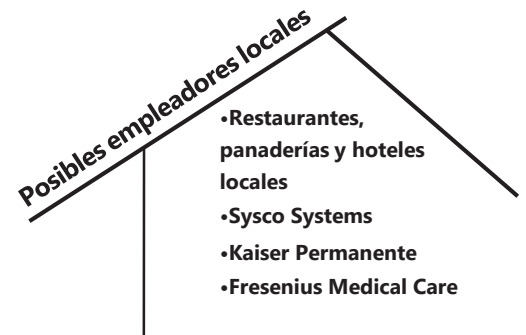 Posibles empleadores locales
•Restaurantes,
panaderías y hoteles
locales
•Sysco Systems
•Kaiser Permanente
•Fresenius Medical Care